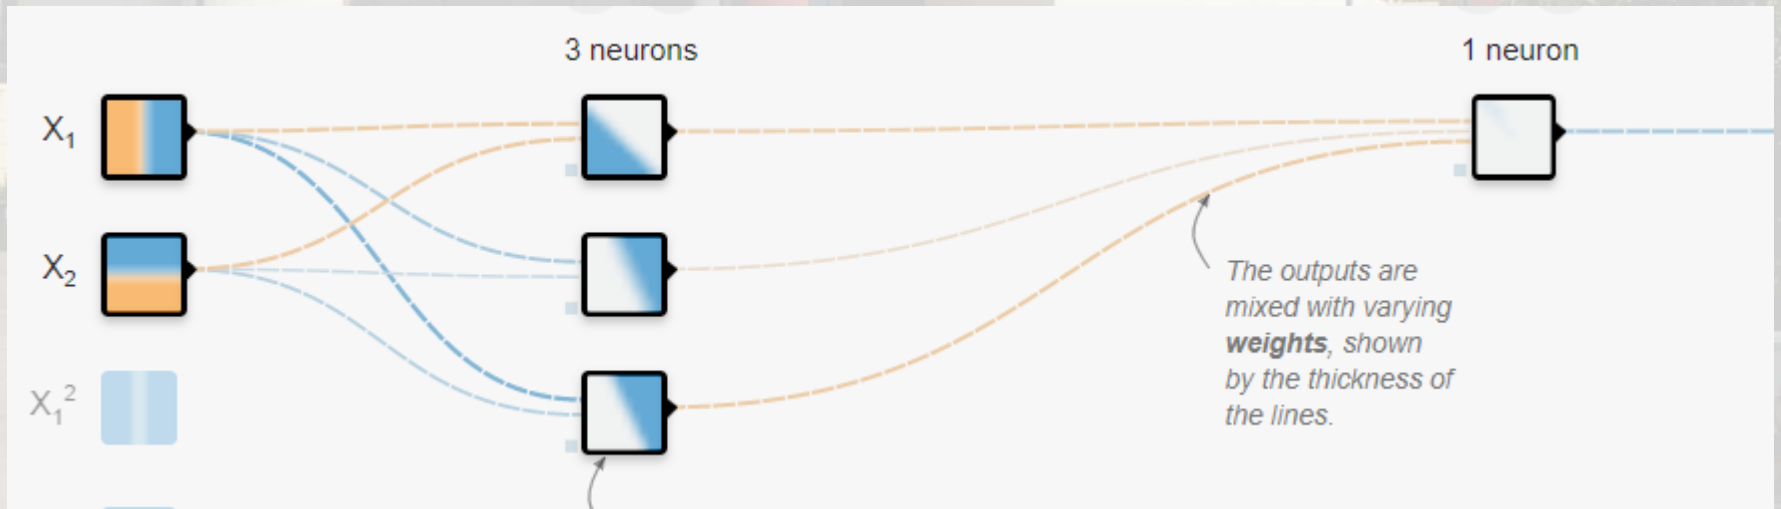 3 neurons
1 neuron
X1
X2
X1²
The outputs are
mixed with varying
weights, shown
by the thickness of
the lines.